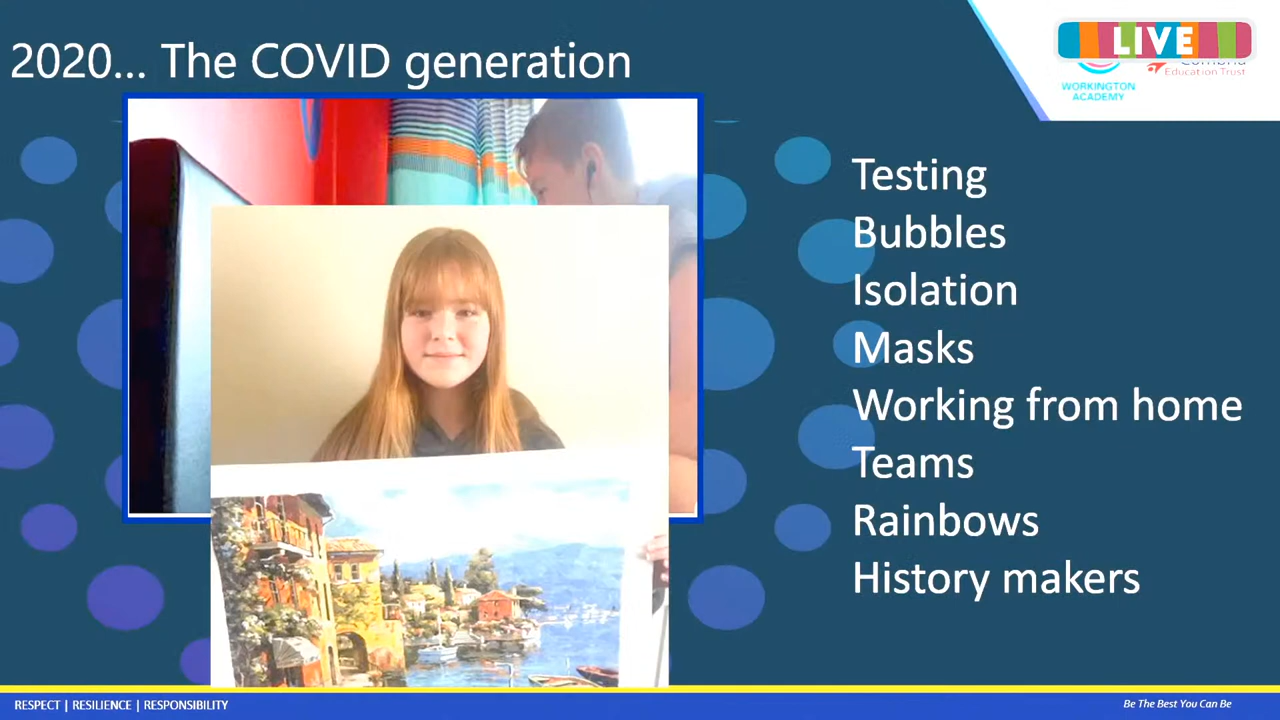 2020... The COVID generation
LIVE
WORKINGTON
ACADEMY
Cumbria
Education Trust
Testing
Bubbles
Isolation
Masks
Working from home
Teams
Rainbows
History makers
RESPECT | RESILIENCE | RESPONSIBILITY
Be The Best You Can Be